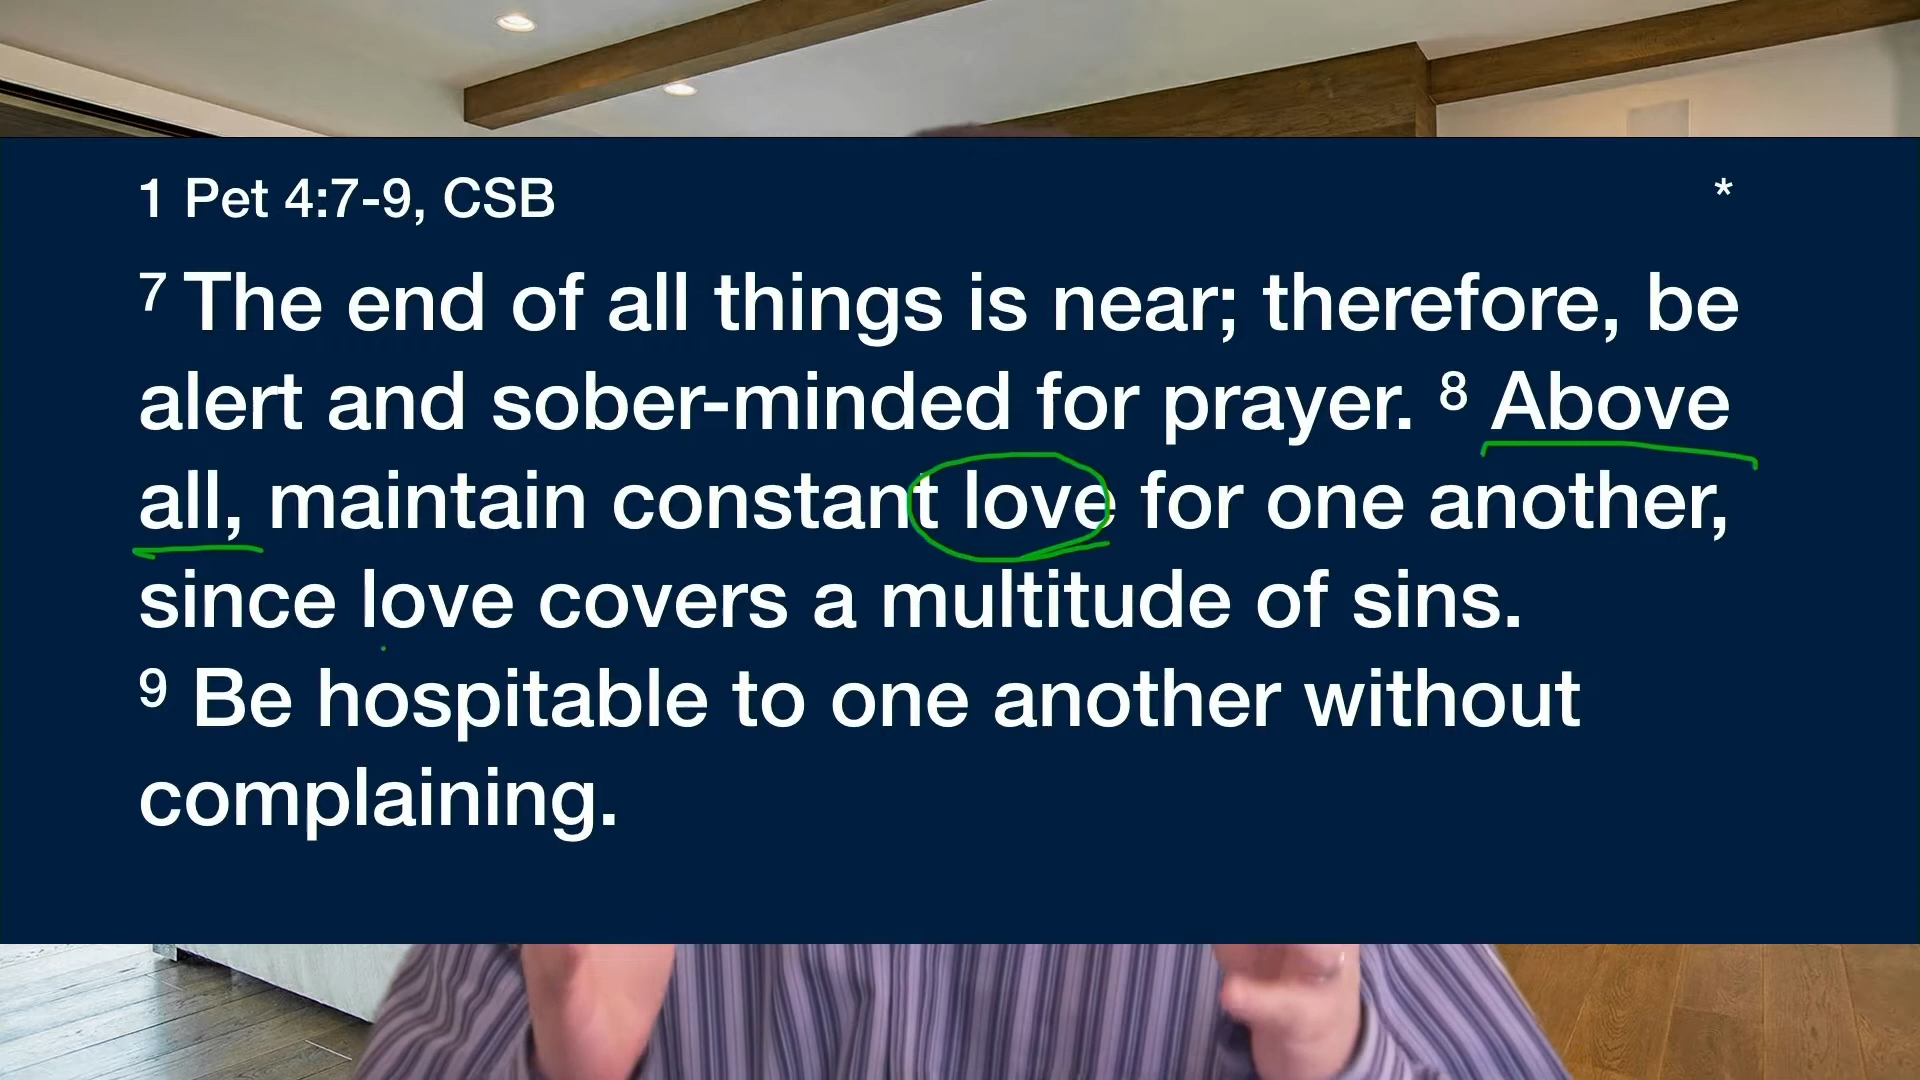 1 Pet 4:7-9, CSB *
7 The end of all things is near; therefore, be
alert and sober-minded for prayer. 8 Above
all, maintain constant love for one another,
since love covers a multitude of sins.
9 Be hospitable to one another without
complaining.